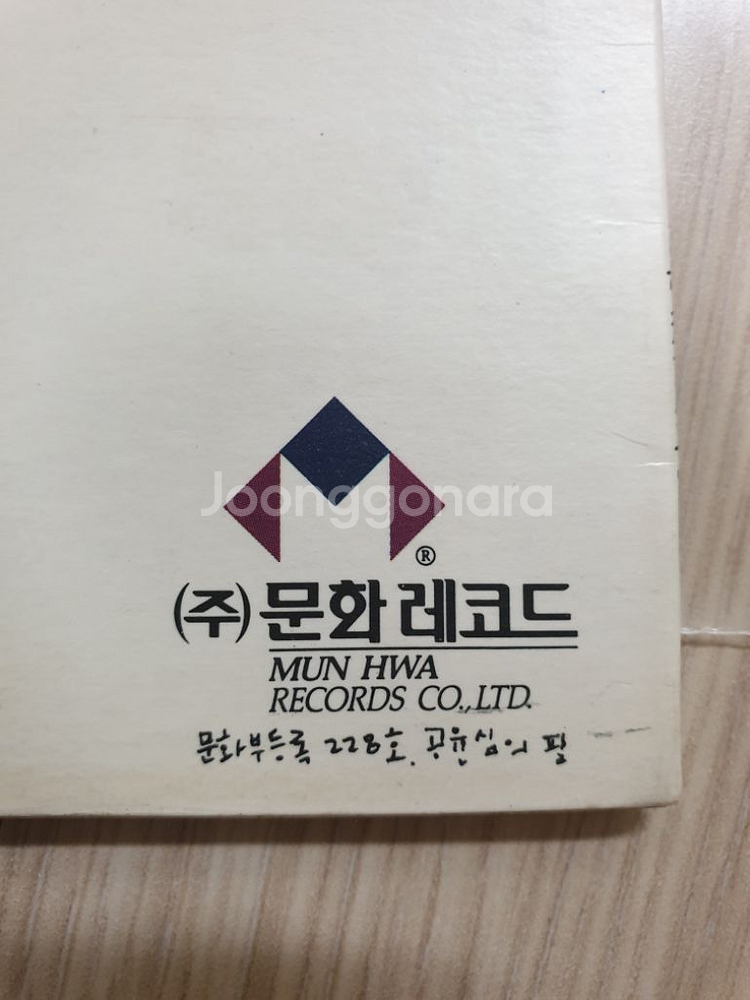 Joonggonara
®
(주)문화레코드
MUN HWA
RECORDS CO.,LTD.
문화부등록 228호. 공윤심의 필